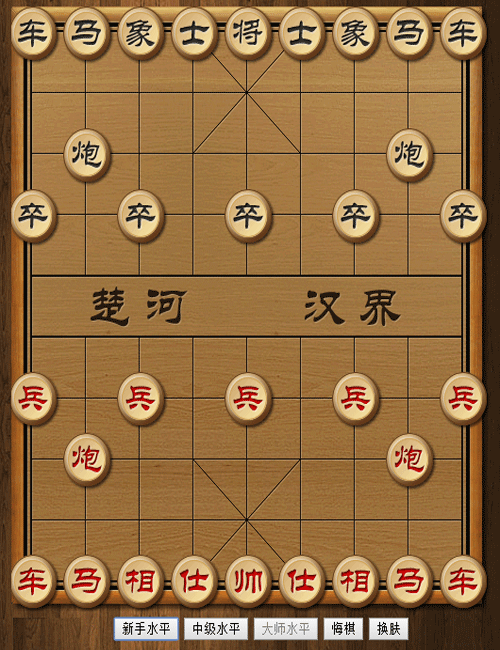 车马象士将士象马车
炮 炮
卒 卒 卒 卒 卒
楚河 汉界
兵 兵 兵 兵 兵
炮 炮
车马相仕帅仕相马车
新手水平 中级水平 大师水平 悔棋 换肤